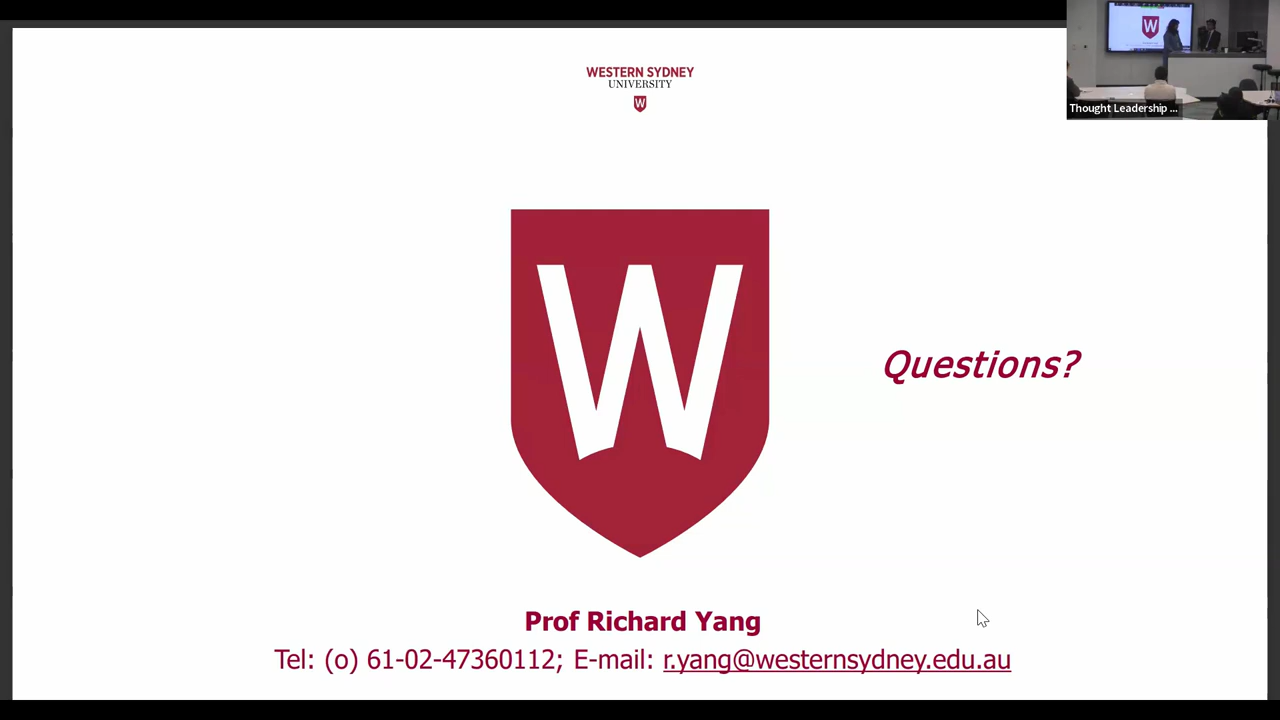 WESTERN SYDNEY
UNIVERSITY
W
Thought Leadership ...
W
Questions?
Prof Richard Yang
Tel: (o) 61-02-47360112; E-mail: r.yang@westernsydney.edu.au